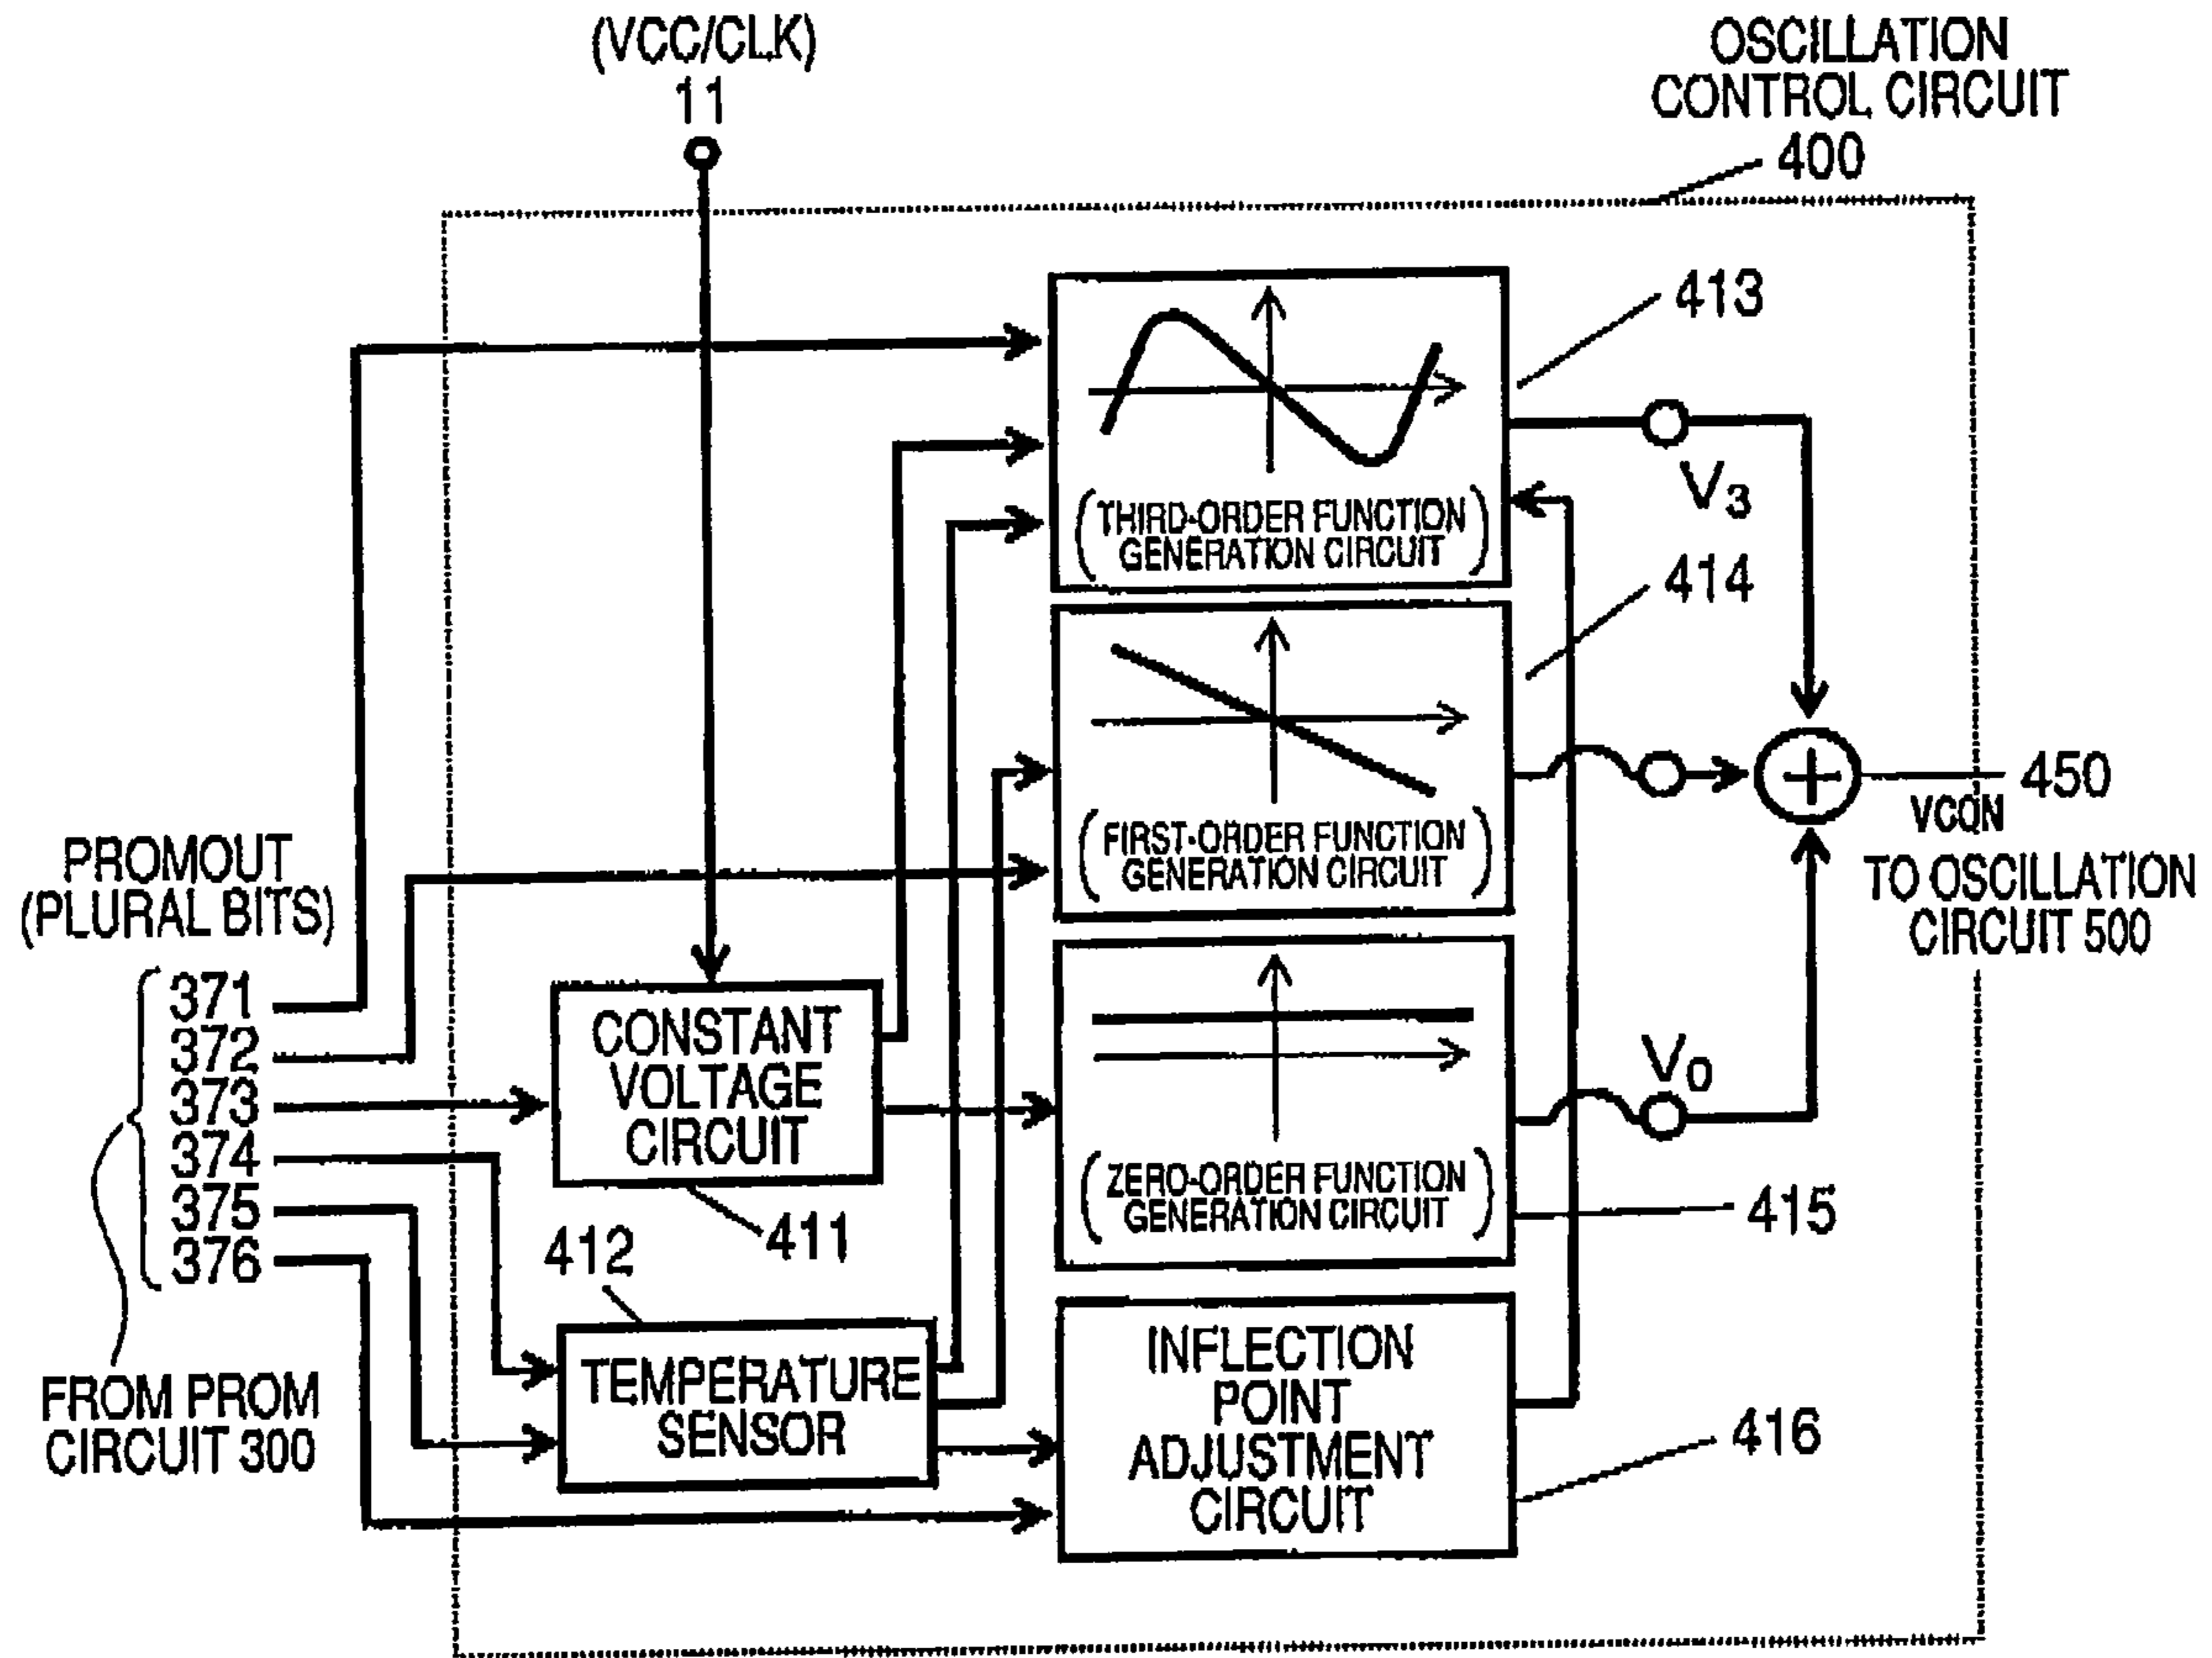 (VCC/CLK)
11
OSCILLATION
CONTROL CIRCUIT
400
413
V3
(THIRD-ORDER FUNCTION
GENERATION CIRCUIT)
414
(FIRST-ORDER FUNCTION
GENERATION CIRCUIT)
450
VCON
TO OSCILLATION
CIRCUIT 500
PROMOUT
(PLURAL BITS)
371
372
373
374
375
376
FROM PROM
CIRCUIT 300
CONSTANT
VOLTAGE
CIRCUIT
411
V0
(ZERO-ORDER FUNCTION
GENERATION CIRCUIT)
415
412
TEMPERATURE
SENSOR
INFLECTION
POINT
ADJUSTMENT
CIRCUIT
416